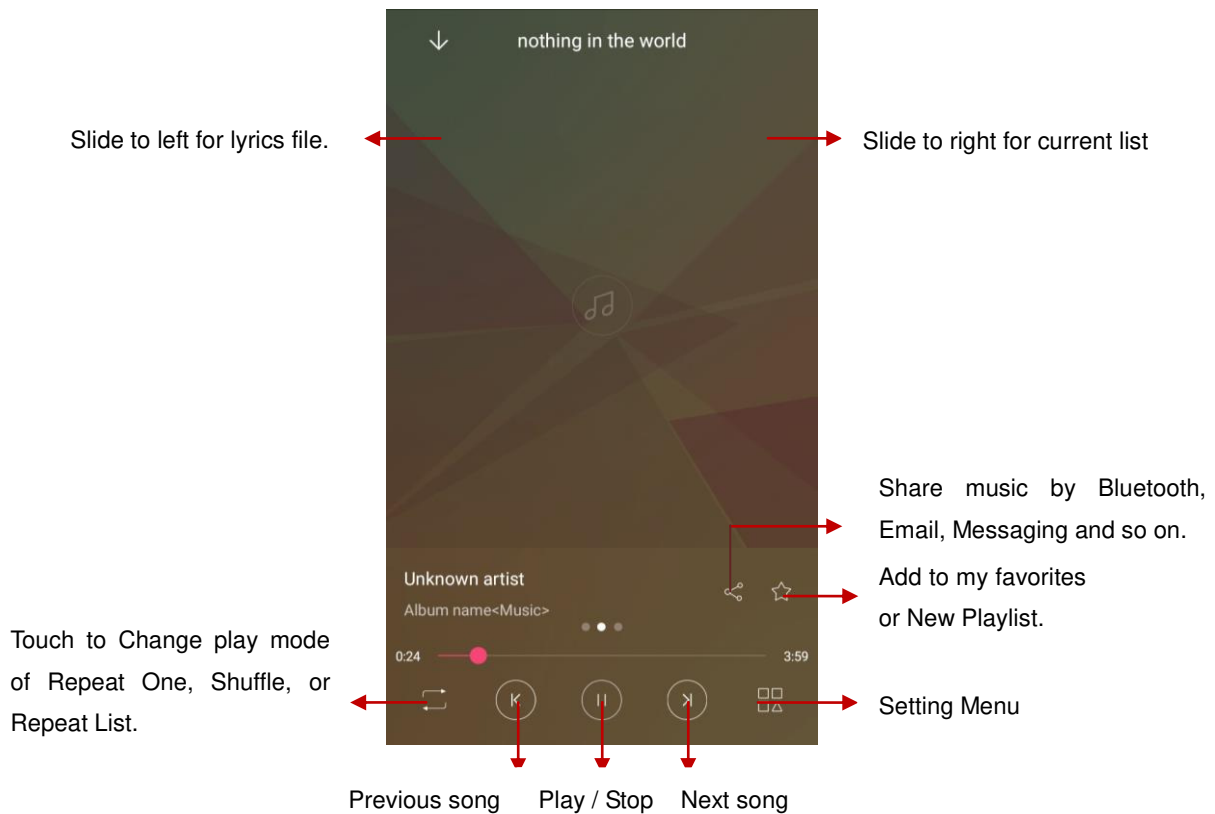 nothing in the world
Slide to left for lyrics file.
Slide to right for current list
Share music by Bluetooth,
Email, Messaging and so on.
Unknown artist
Album name<Music>
Add to my favorites
or New Playlist.
Touch to Change play mode
of Repeat One, Shuffle, or
Repeat List.
0:24
3:59
Setting Menu
Previous song
Play / Stop
Next song